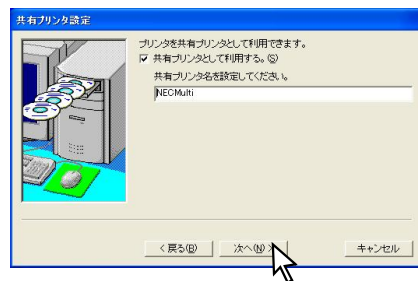 共有プリンタ設定
プリンタを共有プリンタとして利用できます。
共有プリンタとして利用する。(S)
共有プリンタ名を設定してください。
NECMulti
< 戻る(B)
次へ(N) >
キャンセル